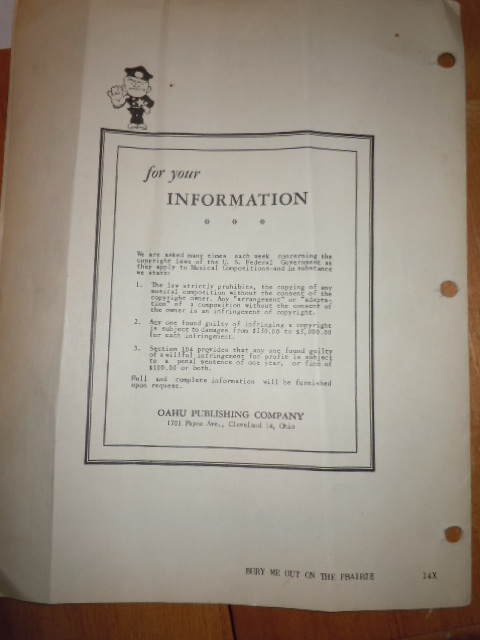 for your
INFORMATION
We are asked many times each week concerning the
copyright laws of the U. S. Federal Government as
they apply to Musical Compositions-and in substance
we state:
1. The law strictly prohibits, the copying of any
musical composition without the consent of the
copyright owner. Any "arrangement" or "adapta-
tion" of a composition without the consent of
the owner is an infringement of copyright.
2. Any one found guilty of infringing a copyright
is subject to damages from $250.00 to $5,000.00
for each infringement.
3. Section 104 provides that any one found guilty
of a willful infringement for profit is subject
to a penal sentence of one year, or fine of
$100.00 or both.
Full and complete information will be furnished
upon request.
OAHU PUBLISHING COMPANY
1701 Payne Ave., Cleveland 14, Ohio
BURY ME OUT ON THE PRAIRIE 14X